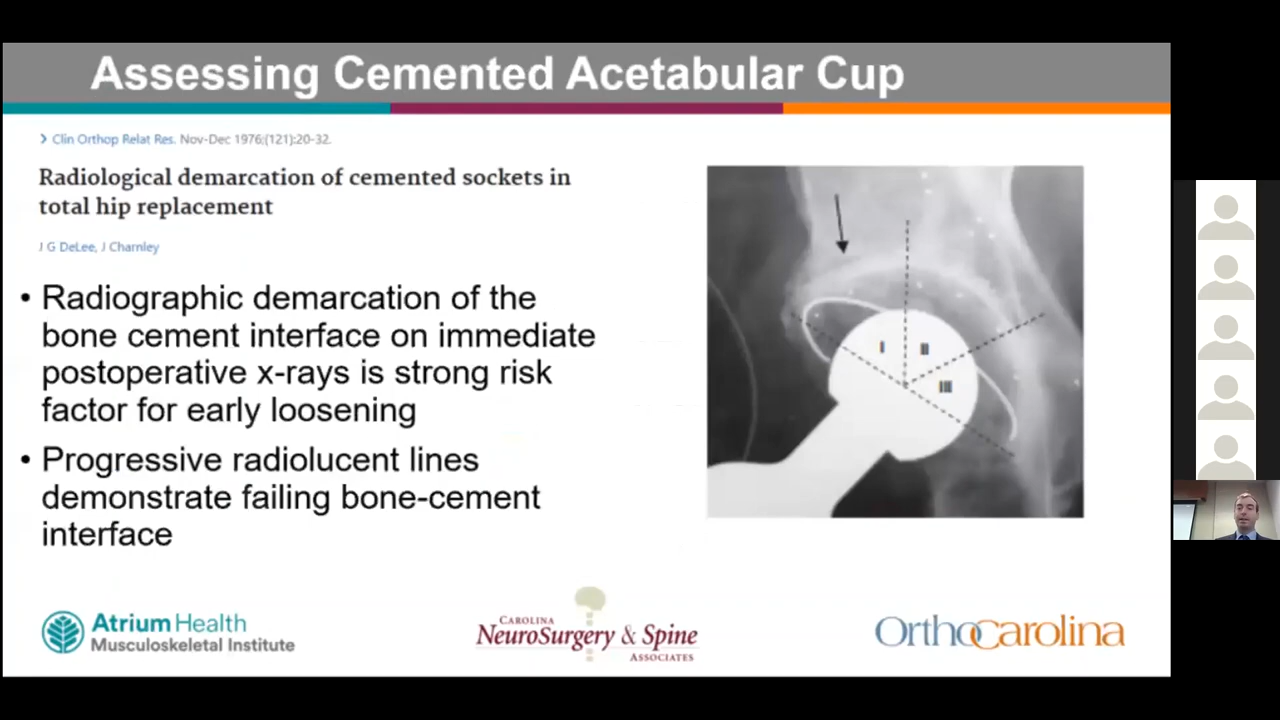 Assessing Cemented Acetabular Cup
> Clin Orthop Relat Res. Nov-Dec 1976;(121):20-32.
Radiological demarcation of cemented sockets in
total hip replacement
J G DeLee, J Charnley
• Radiographic demarcation of the
bone cement interface on immediate
postoperative x-rays is strong risk
factor for early loosening
• Progressive radiolucent lines
demonstrate failing bone-cement
interface
I II
III
Atrium Health
Musculoskeletal Institute
CAROLINA
NEUROSURGERY & SPINE
ASSOCIATES
OrthoCarolina